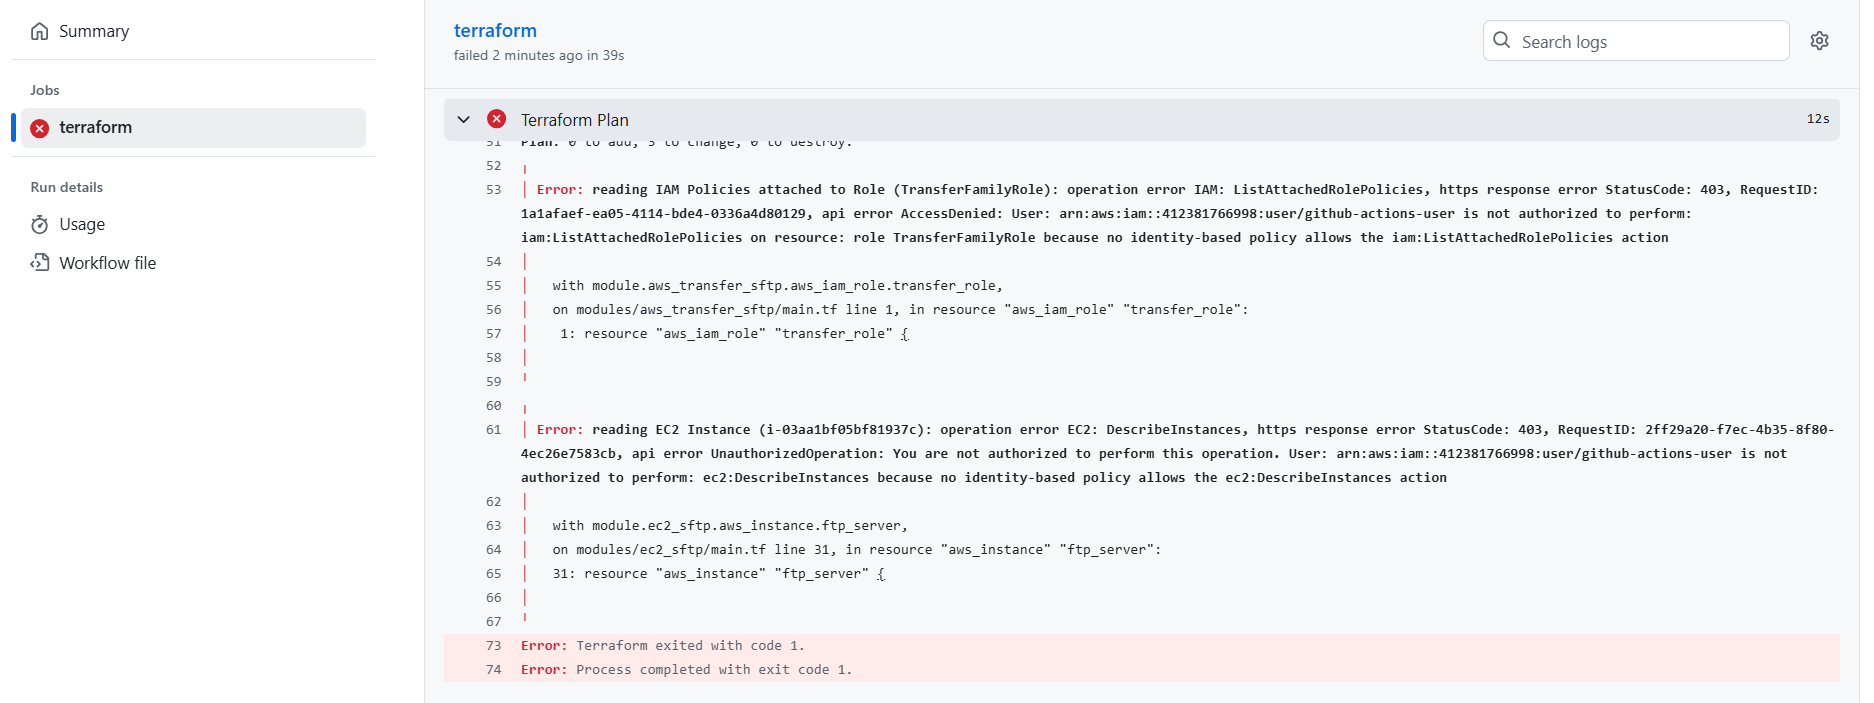 Summary
Jobs
terraform
Run details
Usage
Workflow file
terraform
failed 2 minutes ago in 39s
Search logs
Terraform Plan
12s
51 Plan: 0 to add, 3 to change, 0 to destroy.
52
53 Error: reading IAM Policies attached to Role (TransferFamilyRole): operation error IAM: ListAttachedRolePolicies, https response error StatusCode: 403, RequestID:
1a1afaef-ea05-4114-bde4-0336a4d80129, api error AccessDenied: User: arn:aws:iam::412381766998:user/github-actions-user is not authorized to perform:
iam:ListAttachedRolePolicies on resource: role TransferFamilyRole because no identity-based policy allows the iam:ListAttachedRolePolicies action
54
55 with module.aws_transfer_sftp.aws_iam_role.transfer_role,
56 on modules/aws_transfer_sftp/main.tf line 1, in resource "aws_iam_role" "transfer_role":
57 1: resource "aws_iam_role" "transfer_role" {
58
59
60
61 Error: reading EC2 Instance (i-03aa1bf05bf81937c): operation error EC2: DescribeInstances, https response error StatusCode: 403, RequestID: 2ff29a20-f7ec-4b35-8f80-
4ec26e7583cb, api error UnauthorizedOperation: You are not authorized to perform this operation. User: arn:aws:iam::412381766998:user/github-actions-user is not
authorized to perform: ec2:DescribeInstances because no identity-based policy allows the ec2:DescribeInstances action
62
63 with module.ec2_sftp.aws_instance.ftp_server,
64 on modules/ec2_sftp/main.tf line 31, in resource "aws_instance" "ftp_server":
65 31: resource "aws_instance" "ftp_server" {
66
67
73 Error: Terraform exited with code 1.
74 Error: Process completed with exit code 1.